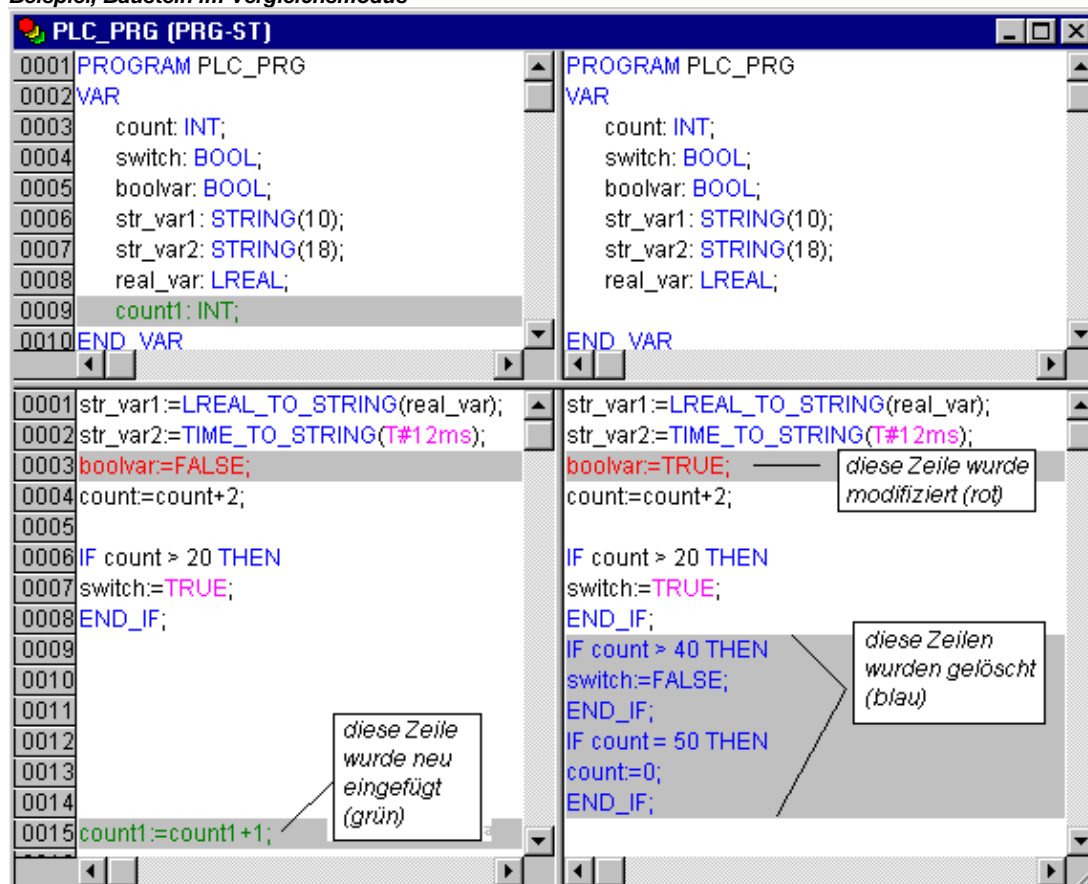 Beispiel, Baustein im Vergleichsmodus
PLC_PRG (PRG-ST)
0001 PROGRAM PLC_PRG
0002 VAR
0003 count: INT;
0004 switch: BOOL;
0005 boolvar: BOOL;
0006 str_var1: STRING(10);
0007 str_var2: STRING(18);
0008 real_var: LREAL;
0009 count1: INT;
0010 END_VAR
PROGRAM PLC_PRG
VAR
count: INT;
switch: BOOL;
boolvar: BOOL;
str_var1: STRING(10);
str_var2: STRING(18);
real_var: LREAL;
END_VAR
0001 str_var1:=LREAL_TO_STRING(real_var);
0002 str_var2:=TIME_TO_STRING(T#12ms);
0003 boolvar:=FALSE;
0004 count:=count+2;
0005
0006 IF count > 20 THEN
0007 switch:=TRUE;
0008 END_IF;
0009
0010
0011
0012
0013
0014
0015 count1:=count1+1;
diese Zeile
wurde neu
eingefügt
(grün)
str_var1:=LREAL_TO_STRING(real_var);
str_var2:=TIME_TO_STRING(T#12ms);
boolvar:=TRUE;
count:=count+2;
IF count > 20 THEN
switch:=TRUE;
END_IF;
IF count > 40 THEN
switch:=FALSE;
END_IF;
IF count = 50 THEN
count:=0;
END_IF;
diese Zeile wurde
modifiziert (rot)
diese Zeilen
wurden gelöscht
(blau)